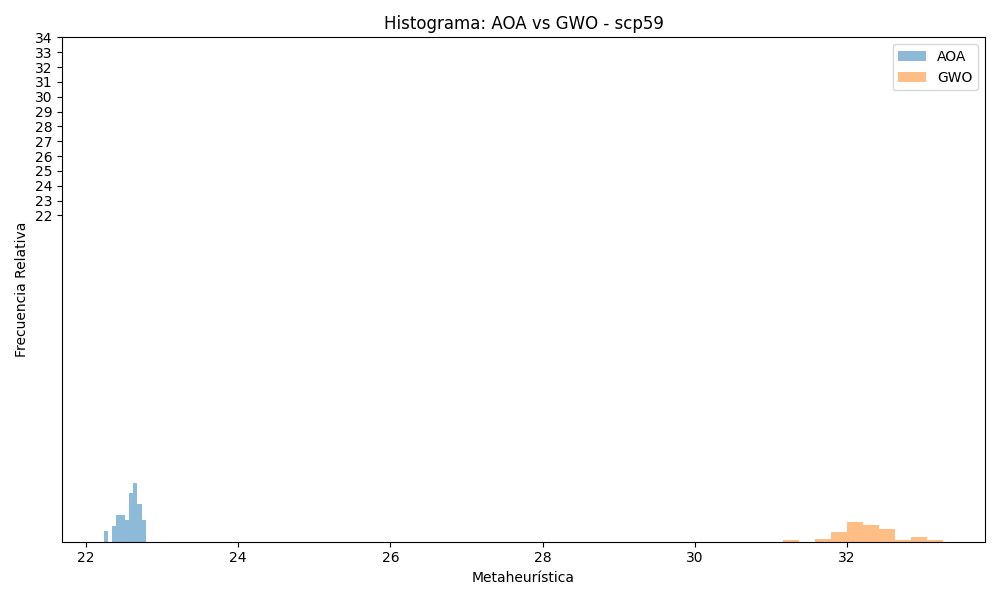 Histograma: AOA vs GWO - scp59
34
33
32
31
30
29
28
27
26
25
24
23
22
Frecuencia Relativa
AOA
GWO
22 24 26 28 30 32
Metaheurística